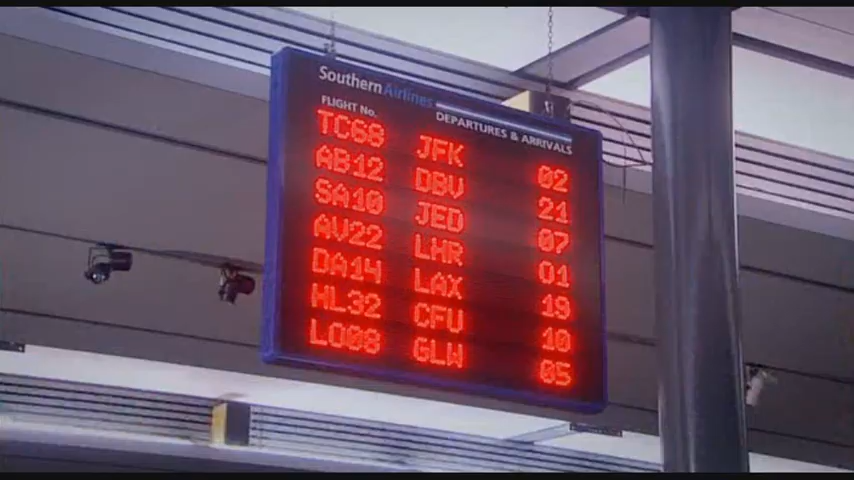 Southern Airlines
FLIGHT No. DEPARTURES & ARRIVALS
TC68 JFK 02
AB12 DBV 21
SA10 JED 07
AV22 LHR 01
DA14 LAX 19
HL32 CFU 10
LO08 GLW 05